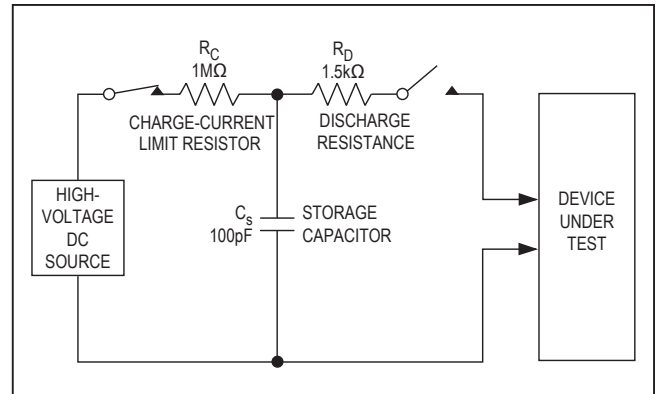 R_C
1MΩ
CHARGE-CURRENT
LIMIT RESISTOR
R_D
1.5kΩ
DISCHARGE
RESISTANCE
HIGH-
VOLTAGE
DC
SOURCE
C_s
100pF
STORAGE
CAPACITOR
DEVICE
UNDER
TEST